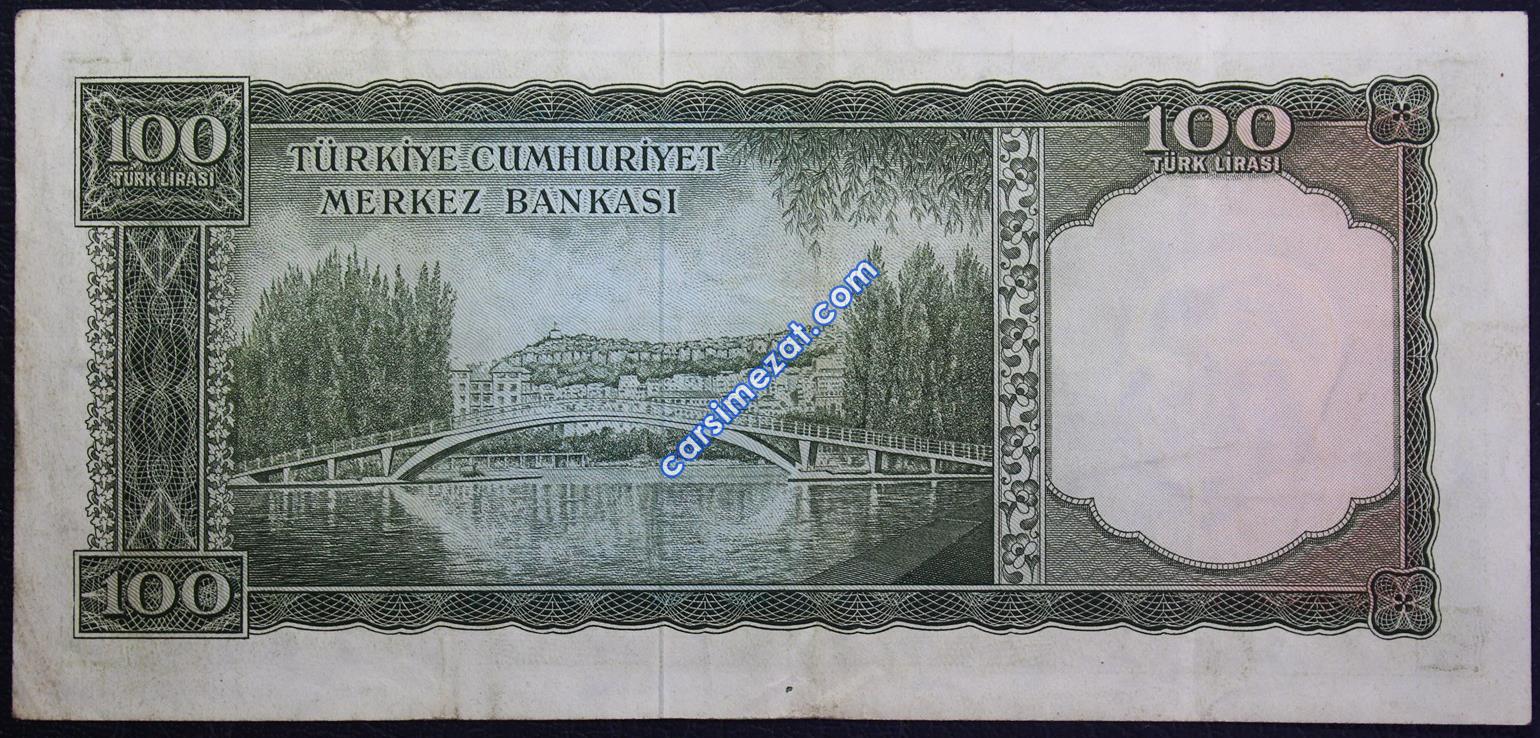 100
TÜRK LİRASI
TÜRKİYE CUMHURİYET
MERKEZ BANKASI
100
TÜRK LİRASI
carsimezat.com
100